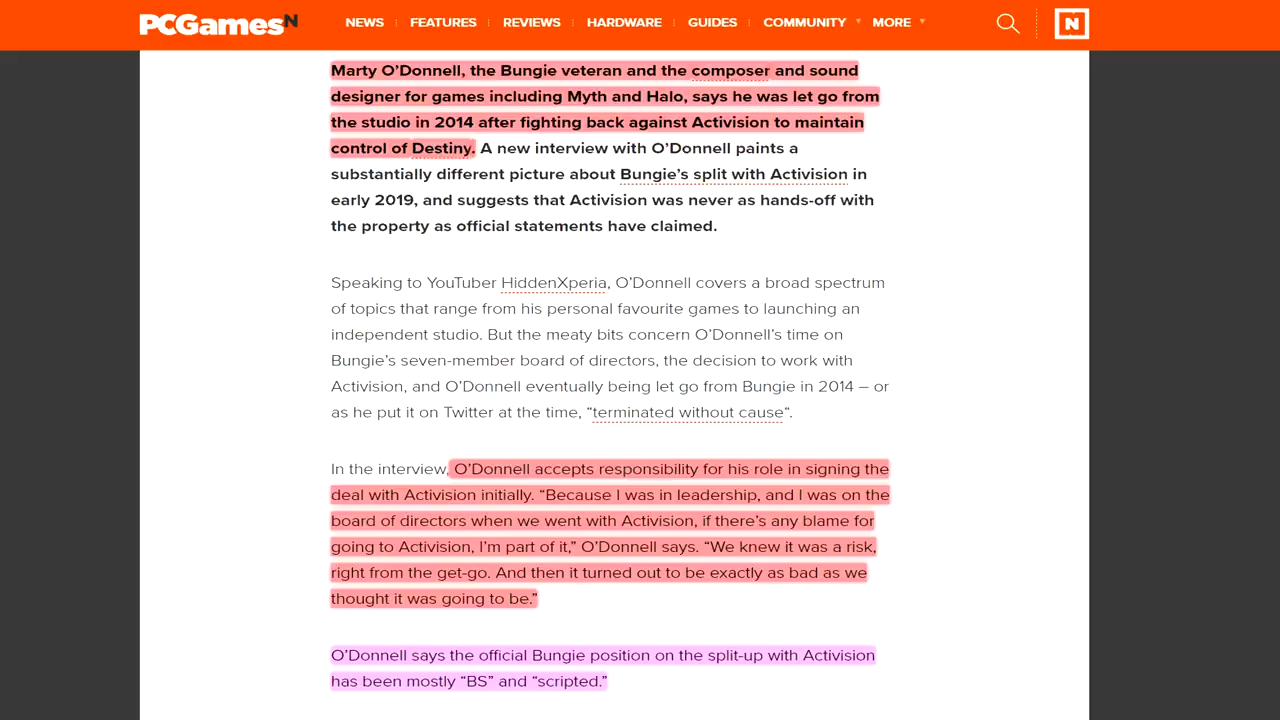 PCGamesN
NEWS FEATURES REVIEWS HARDWARE GUIDES COMMUNITY MORE N
Marty O’Donnell, the Bungie veteran and the composer and sound
designer for games including Myth and Halo, says he was let go from
the studio in 2014 after fighting back against Activision to maintain
control of Destiny. A new interview with O’Donnell paints a
substantially different picture about Bungie’s split with Activision in
early 2019, and suggests that Activision was never as hands-off with
the property as official statements have claimed.
Speaking to YouTuber HiddenXperia, O’Donnell covers a broad spectrum
of topics that range from his personal favourite games to launching an
independent studio. But the meaty bits concern O’Donnell’s time on
Bungie’s seven-member board of directors, the decision to work with
Activision, and O’Donnell eventually being let go from Bungie in 2014 – or
as he put it on Twitter at the time, “terminated without cause“.
In the interview, O’Donnell accepts responsibility for his role in signing the
deal with Activision initially. “Because I was in leadership, and I was on the
board of directors when we went with Activision, if there’s any blame for
going to Activision, I’m part of it,” O’Donnell says. “We knew it was a risk,
right from the get-go. And then it turned out to be exactly as bad as we
thought it was going to be.”
O’Donnell says the official Bungie position on the split-up with Activision
has been mostly “BS” and “scripted.”